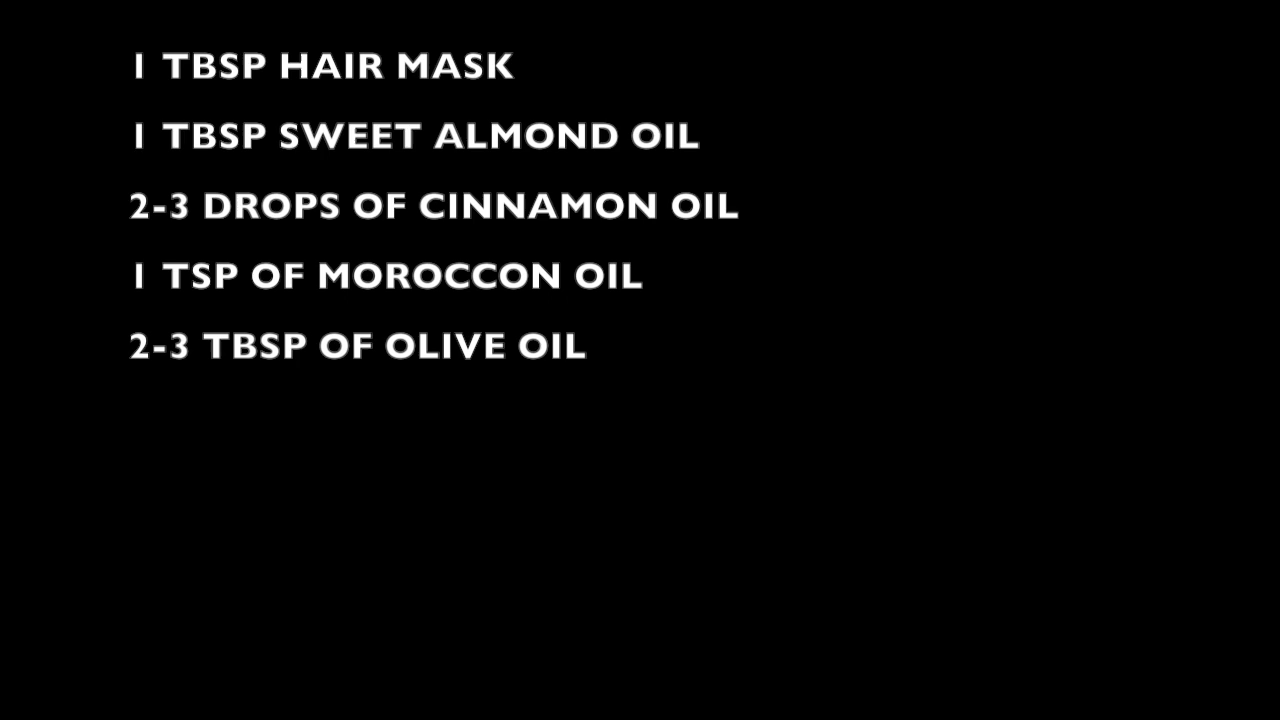 1 TBSP HAIR MASK
1 TBSP SWEET ALMOND OIL
2-3 DROPS OF CINNAMON OIL
1 TSP OF MOROCCON OIL
2-3 TBSP OF OLIVE OIL